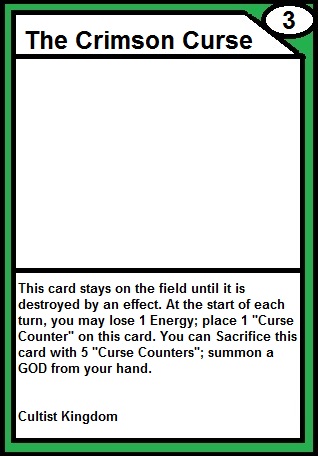 3
The Crimson Curse
This card stays on the field until it is
destroyed by an effect. At the start of each
turn, you may lose 1 Energy; place 1 "Curse
Counter" on this card. You can Sacrifice this
card with 5 "Curse Counters"; summon a
GOD from your hand.
Cultist Kingdom